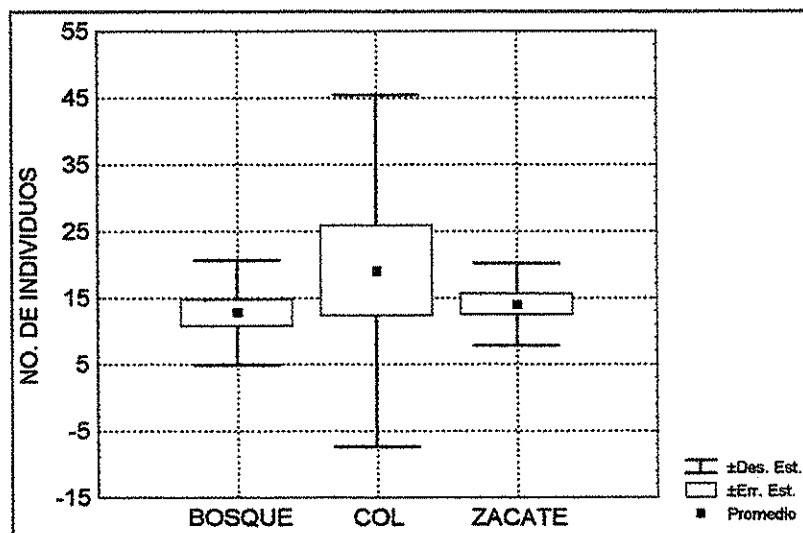 NO. DE INDIVIDUOS
55
45
35
25
15
5
-5
-15
BOSQUE COL ZACATE
±Des. Est.
±Err. Est.
Promedio